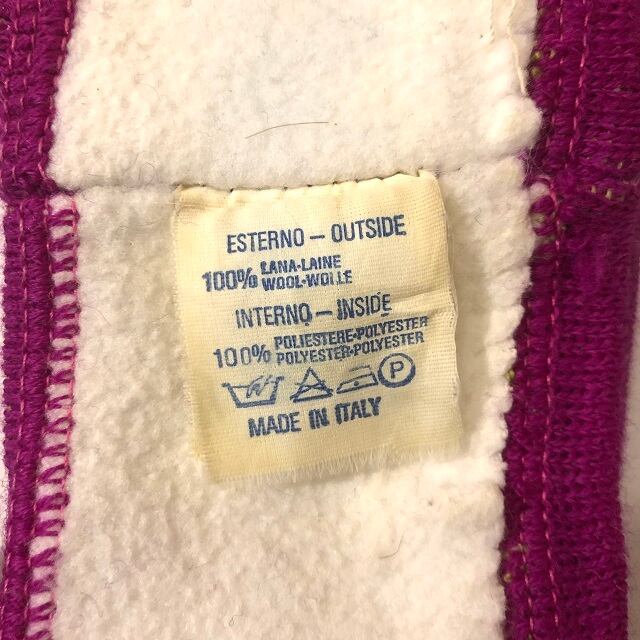 ESTERNO – OUTSIDE
100% LANA-LAINE
WOOL-WOLLE
INTERNO – INSIDE
100% POLIESTERE-POLYESTER
POLYESTER-POLYESTER
P
MADE IN ITALY